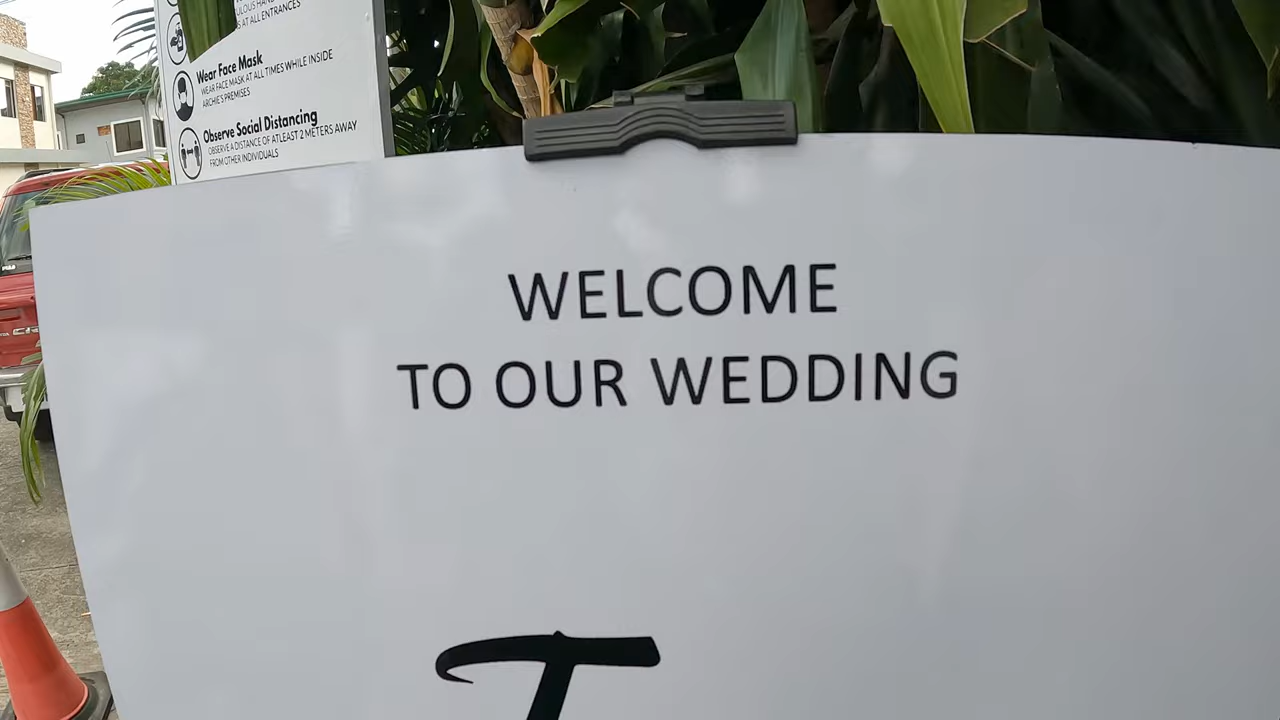 S AT ALL ENTRANCES
Wear Face Mask
WEAR FACE MASK AT ALL TIMES WHILE INSIDE
ARCHIE'S PREMISES
Observe Social Distancing
OBSERVE A DISTANCE OF ATLEAST 2 METERS AWAY
FROM OTHER INDIVIDUALS
WELCOME
TO OUR WEDDING